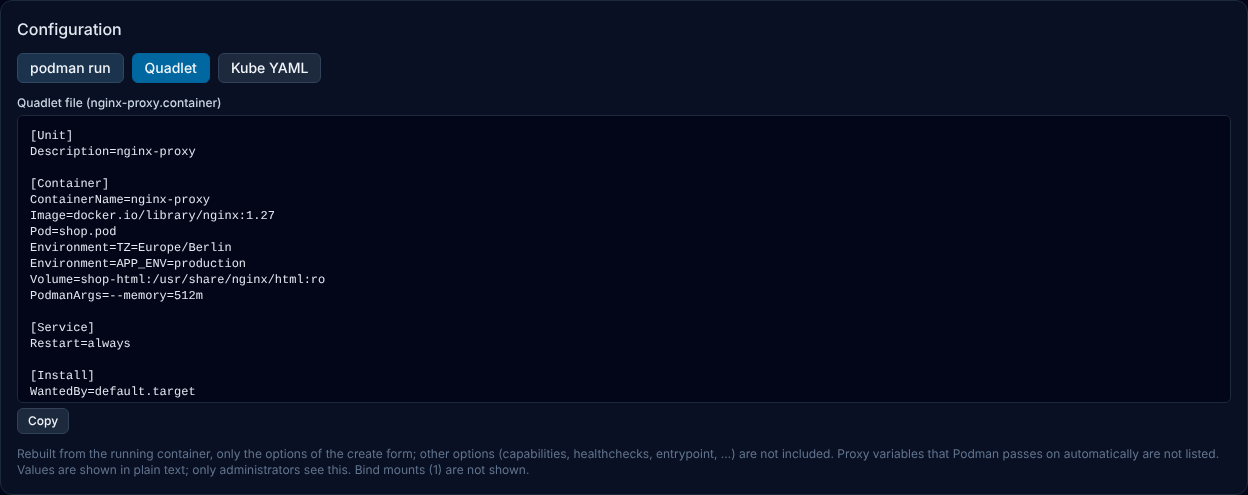 Configuration
podman run
Quadlet
Kube YAML
Quadlet file (nginx-proxy.container)
[Unit]
Description=nginx-proxy
[Container]
ContainerName=nginx-proxy
Image=docker.io/library/nginx:1.27
Pod=shop.pod
Environment=TZ=Europe/Berlin
Environment=APP_ENV=production
Volume=shop-html:/usr/share/nginx/html:ro
PodmanArgs=--memory=512m
[Service]
Restart=always
[Install]
WantedBy=default.target
Copy
Rebuilt from the running container, only the options of the create form; other options (capabilities, healthchecks, entrypoint, ...) are not included. Proxy variables that Podman passes on automatically are not listed.
Values are shown in plain text; only administrators see this. Bind mounts (1) are not shown.